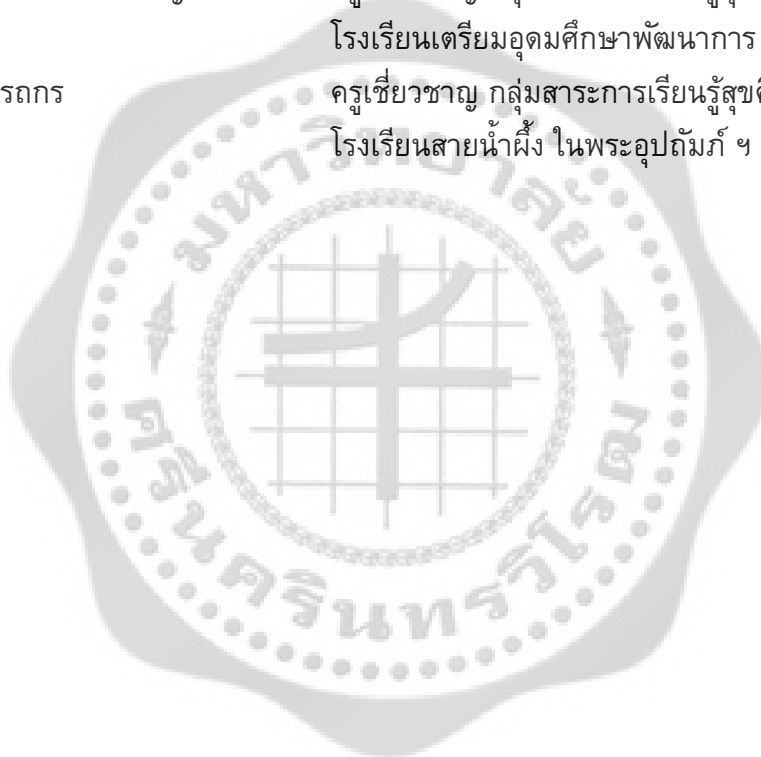 โรงเรียนเตรียมอุดมศึกษาพัฒนาการ
รถกร ครูเชี่ยวชาญ กลุ่มสาระการเรียนรู้สุข
โรงเรียนสายน้ำผึ้ง ในพระอุปถัมภ์ ฯ
มหาวิทยาลัย
ศรีนครินทรวิโรฒ